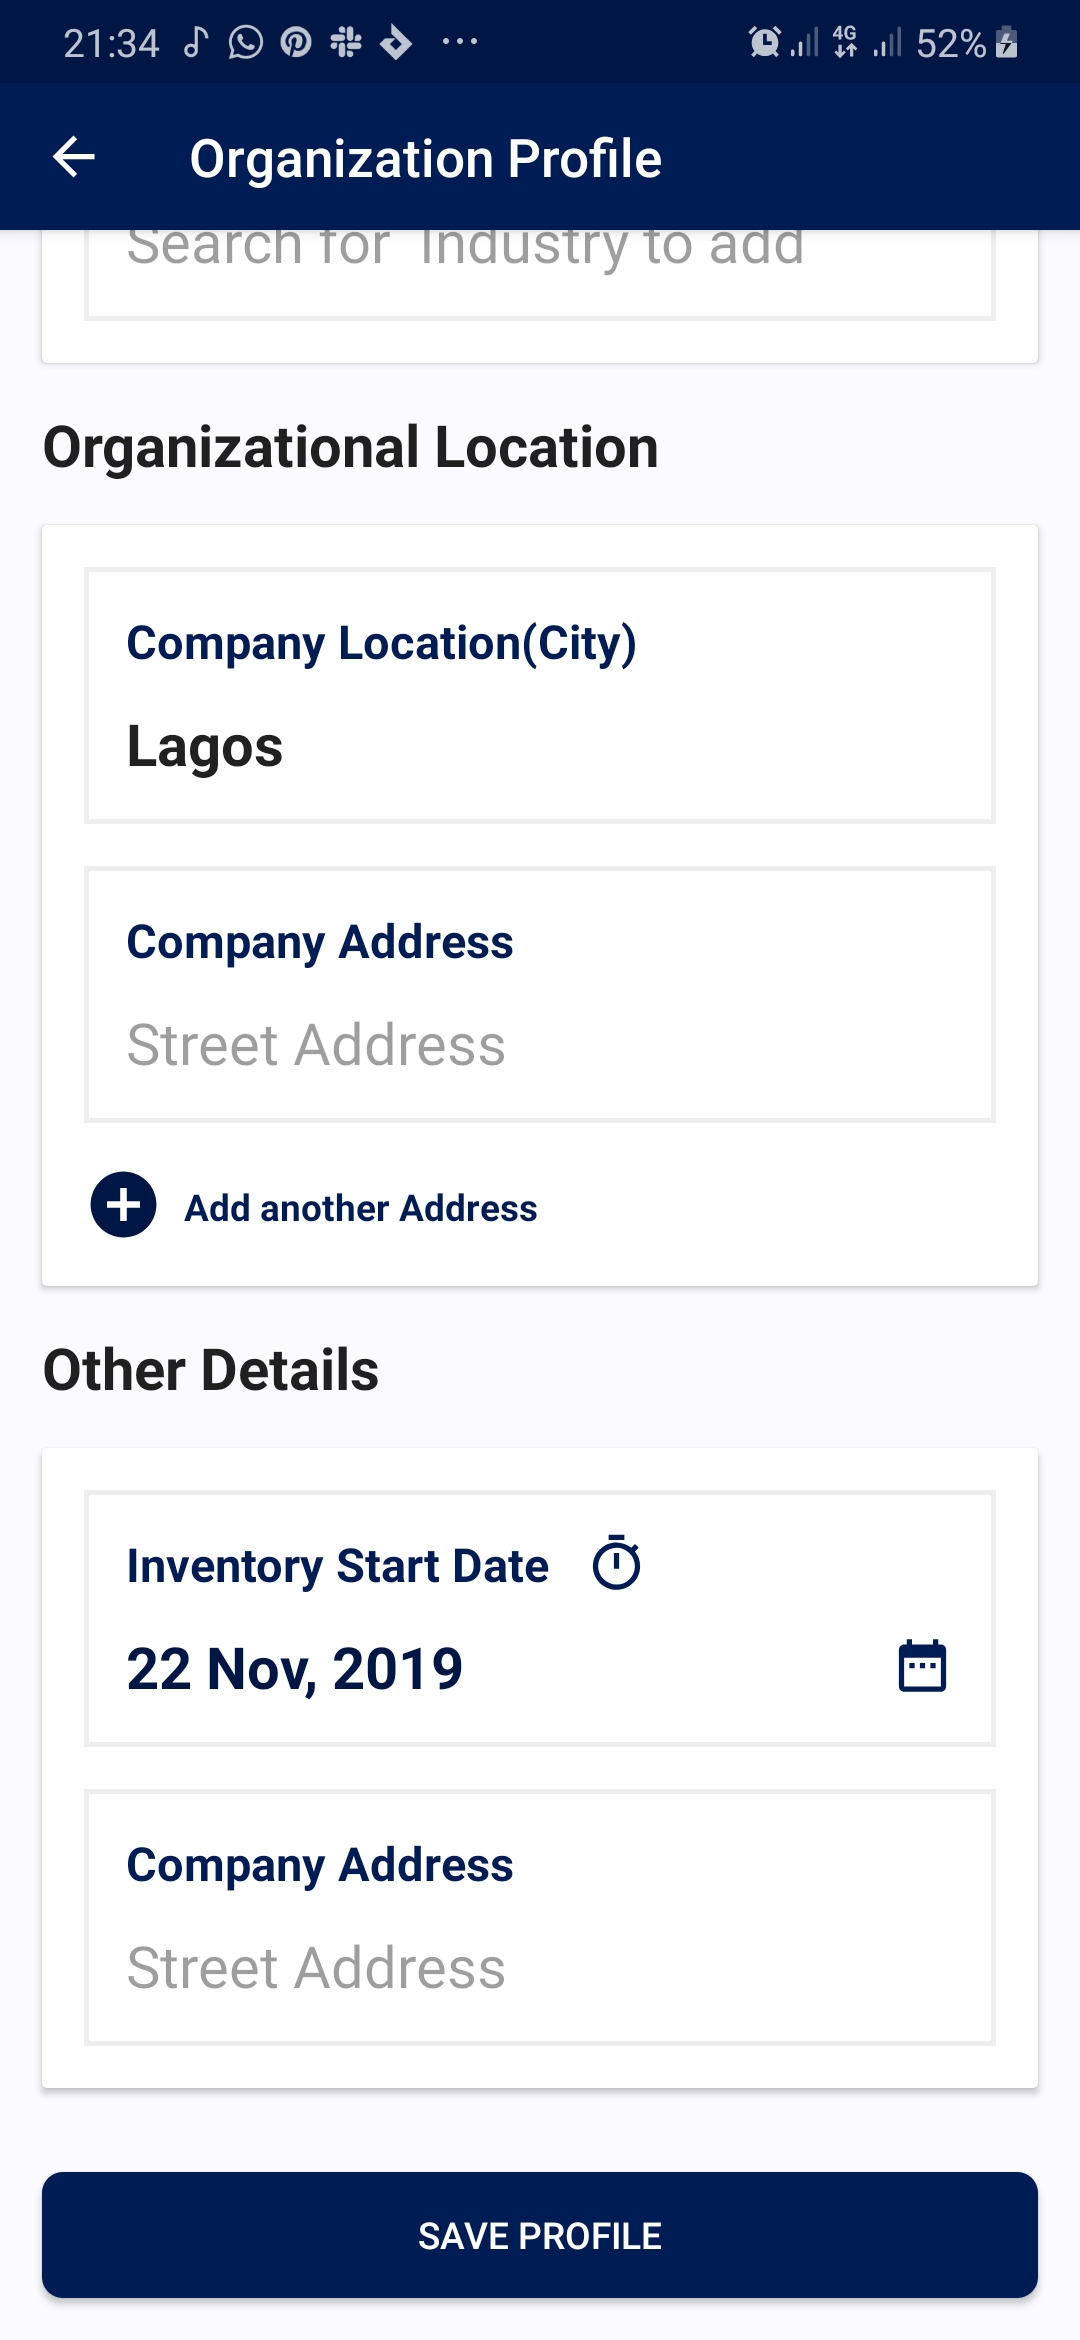 21:34
4G
52%
Organization Profile
Search for Industry to add
Organizational Location
Company Location(City)
Lagos
Company Address
Street Address
Add another Address
Other Details
Inventory Start Date
22 Nov, 2019
Company Address
Street Address
SAVE PROFILE